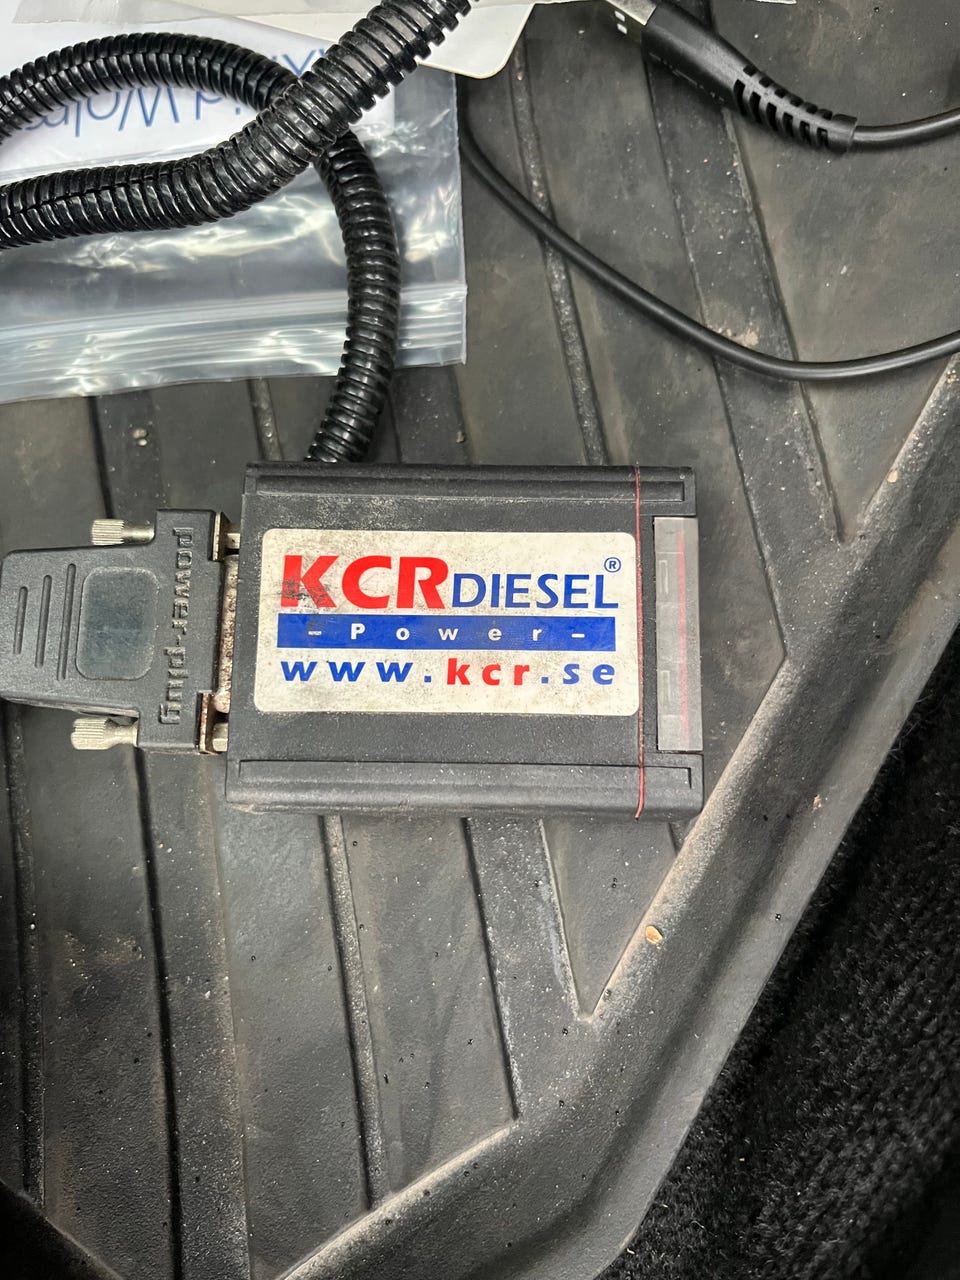 KCRDIESEL®
- Power -
www.kcr.se
power-plug